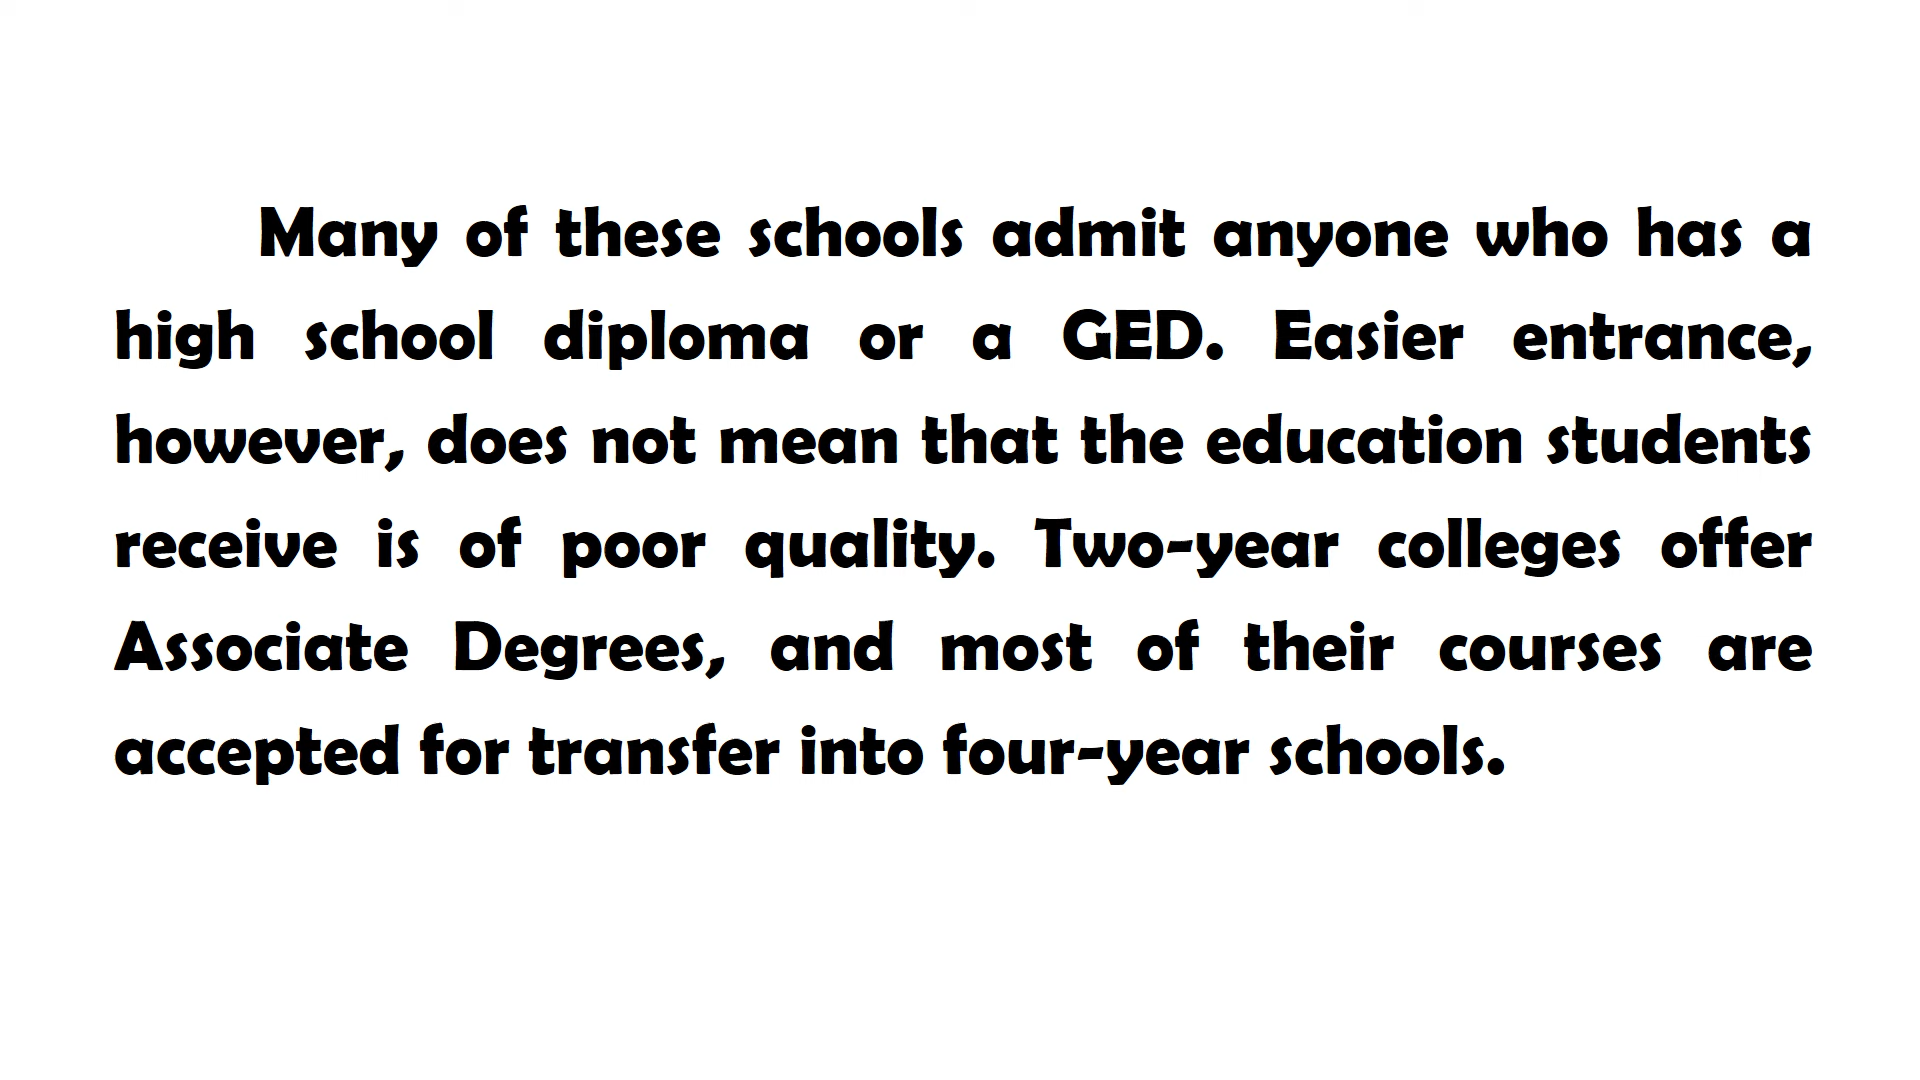 Many of these schools admit anyone who has a
high school diploma or a GED. Easier entrance,
however, does not mean that the education students
receive is of poor quality. Two-year colleges offer
Associate Degrees, and most of their courses are
accepted for transfer into four-year schools.